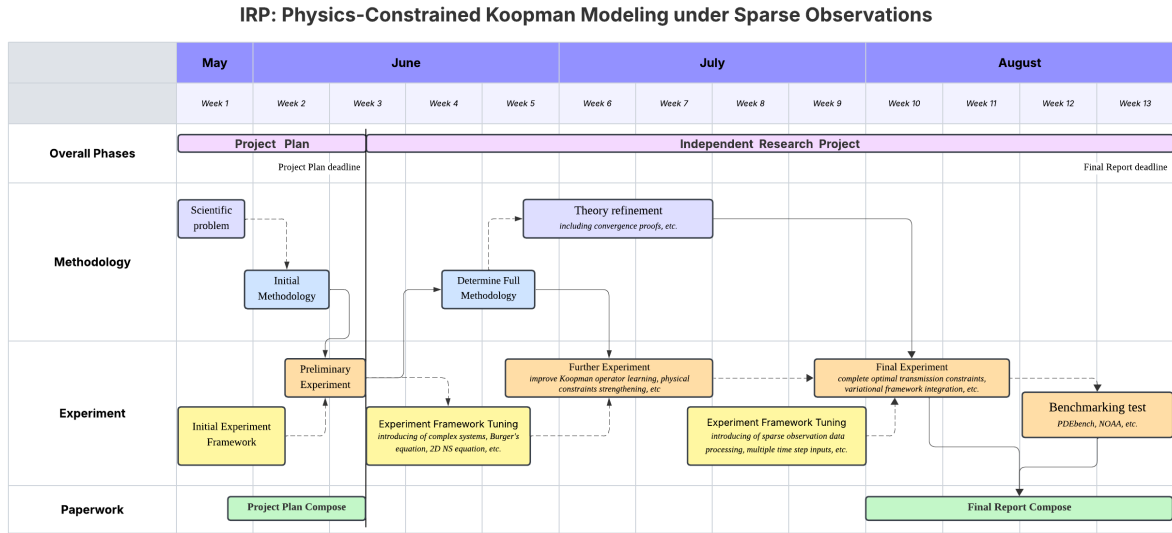 IRP: Physics-Constrained Koopman Modeling under Sparse Observations
May
June
July
August
Week 1
Week 2
Week 3
Week 4
Week 5
Week 6
Week 7
Week 8
Week 9
Week 10
Week 11
Week 12
Week 13
Overall Phases
Project Plan
Independent Research Project
Project Plan deadline
Final Report deadline
Methodology
Scientific
problem
Theory refinement
including convergence proofs, etc.
Initial
Methodology
Determine Full
Methodology
Experiment
Preliminary
Experiment
Further Experiment
improve Koopman operator learning, physical
constraints strengthening, etc
Final Experiment
complete optimal transmission constraints,
variational framework integration, etc.
Benchmarking test
PDEbench, NOAA, etc.
Initial Experiment
Framework
Experiment Framework Tuning
introducing of complex systems, Burger's
equation, 2D NS equation, etc.
Experiment Framework Tuning
introducing of sparse observation data
processing, multiple time step inputs, etc.
Paperwork
Project Plan Compose
Final Report Compose